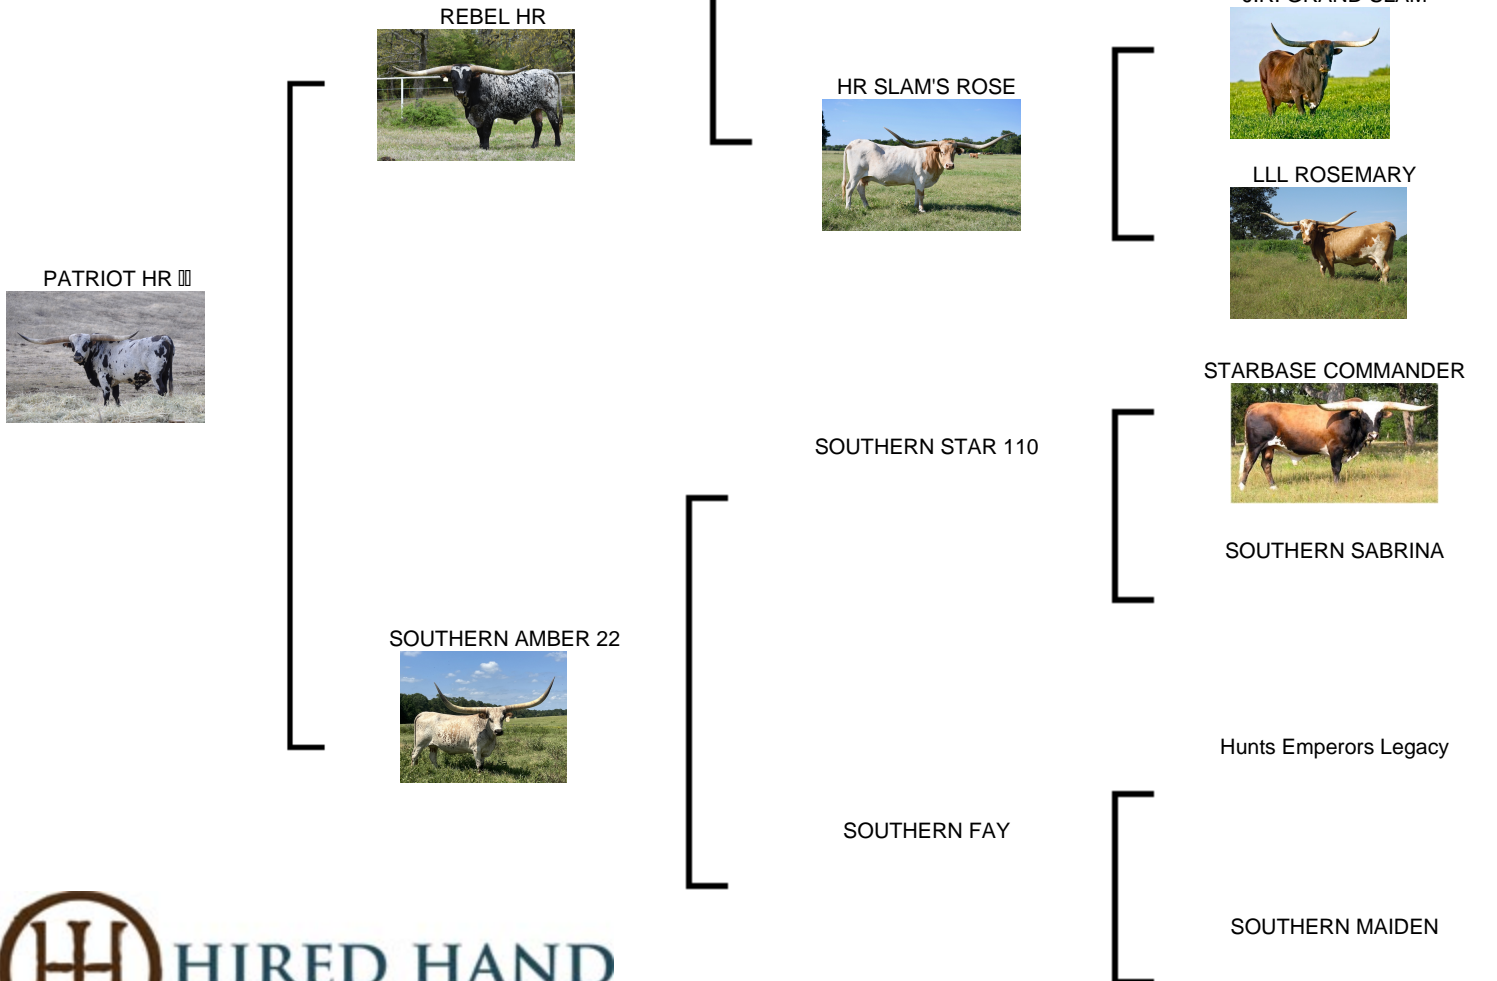 REBEL HR
HR SLAM'S ROSE
LLL ROSEMARY
PATRIOT HR
STARBASE COMMANDER
SOUTHERN STAR 110
SOUTHERN SABRINA
SOUTHERN AMBER 22
Hunts Emperors Legacy
SOUTHERN FAY
SOUTHERN MAIDEN
HIRED HAND